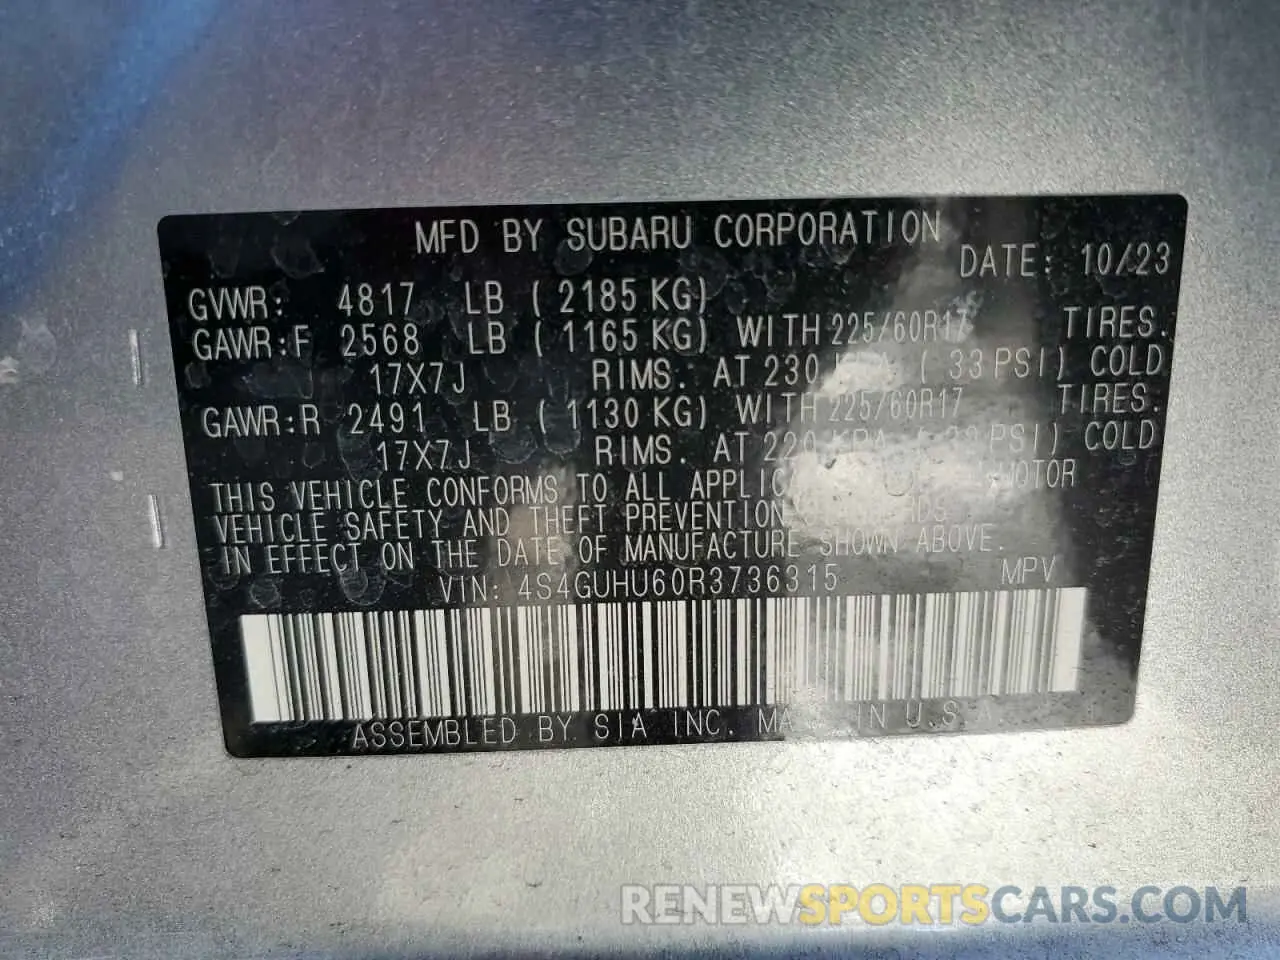 MFD BY SUBARU CORPORATION
DATE: 10/23
GVWR: 4817 LB (2185 KG)
GAWR:F 2568 LB (1165 KG) WITH 225/60R17 TIRES.
17X7J RIMS. AT 230 ( 33 PSI) COLD
GAWR:R 2491 LB (1130 KG) WITH 225/60R17 TIRES.
17X7J RIMS. AT 220 KPA PSI) COLD
THIS VEHICLE CONFORMS TO ALL MOTOR
VEHICLE SAFETY AND THEFT PREVENTION
IN EFFECT ON THE DATE OF MANUFACTURE SHOWN ABOVE.
VIN: 4S4GUHU60R3736315 MPV
ASSEMBLED BY SIA INC. IN U.S.A.
RENEWSPORTSCARS.COM